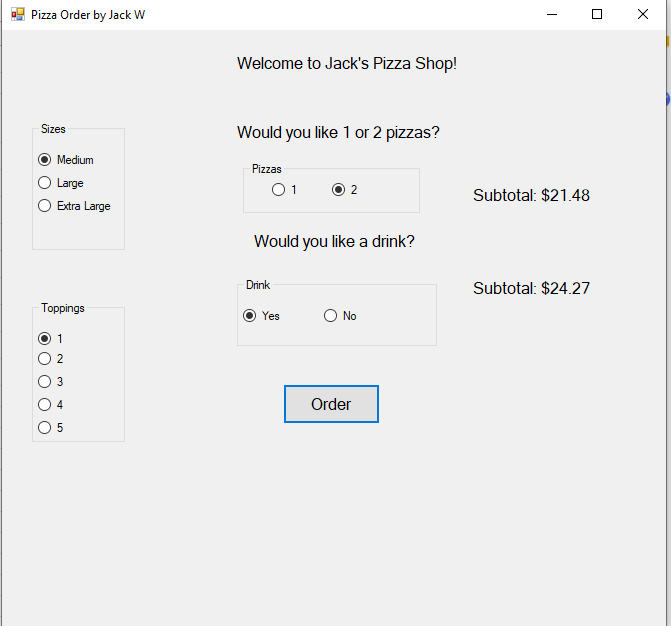 Pizza Order by Jack W
Welcome to Jack's Pizza Shop!
Sizes
Medium
Large
Extra Large
Would you like 1 or 2 pizzas?
Pizzas
1 2
Subtotal: $21.48
Would you like a drink?
Drink
Yes No
Subtotal: $24.27
Toppings
1
2
3
4
5
Order